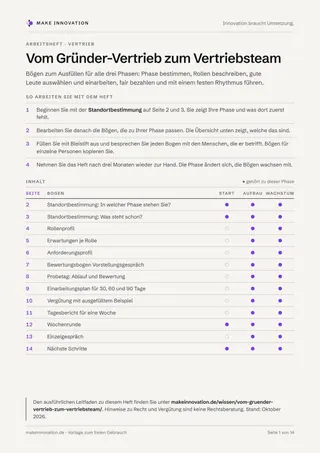 MAKE INNOVATION
Innovation braucht Umsetzung.
ARBEITSHEFT · VERTRIEB
Vom Gründer-Vertrieb zum Vertriebsteam
Bögen zum Ausfüllen für alle drei Phasen: Phase bestimmen, Rollen beschreiben, gute
Leute auswählen und einarbeiten, fair bezahlen und mit einem festen Rhythmus führen.
SO ARBEITEN SIE MIT DEM HEFT
1 Beginnen Sie mit der Standortbestimmung auf Seite 2 und 3. Sie zeigt Ihre Phase und was dort zuerst
fehlt.
2 Bearbeiten Sie danach die Bögen, die zu Ihrer Phase passen. Die Übersicht unten zeigt, welche das sind.
3 Füllen Sie mit Bleistift aus und besprechen Sie jeden Bogen mit den Menschen, die er betrifft. Bögen für
einzelne Personen kopieren Sie.
4 Nehmen Sie das Heft nach drei Monaten wieder zur Hand. Die Phase ändert sich, die Bögen wachsen mit.
INHALT
● gehört zu dieser Phase
SEITE BOGEN START AUFBAU WACHSTUM
2 Standortbestimmung: In welcher Phase stehen Sie? ● ● ●
3 Standortbestimmung: Was steht schon? ● ● ●
4 Rollenprofil ○ ● ●
5 Erwartungen je Rolle ○ ● ●
6 Anforderungsprofil ○ ● ●
7 Bewertungsbogen Vorstellungsgespräch ○ ● ●
8 Probetag: Ablauf und Bewertung ○ ● ●
9 Einarbeitungsplan für 30, 60 und 90 Tage ○ ● ●
10 Vergütung mit ausgefülltem Beispiel ○ ● ●
11 Tagesbericht für eine Woche ○ ● ●
12 Wochenrunde ● ● ●
13 Einzelgespräch ○ ● ●
14 Nächste Schritte ● ● ●
Den ausführlichen Leitfaden zu diesem Heft finden Sie unter makeinnovation.de/wissen/vom-gruender-
vertrieb-zum-vertriebsteam/. Hinweise zu Recht und Vergütung sind keine Rechtsberatung. Stand: Oktober
2026.
makeinnovation.de · Vorlage zum freien Gebrauch
Seite 1 von 14